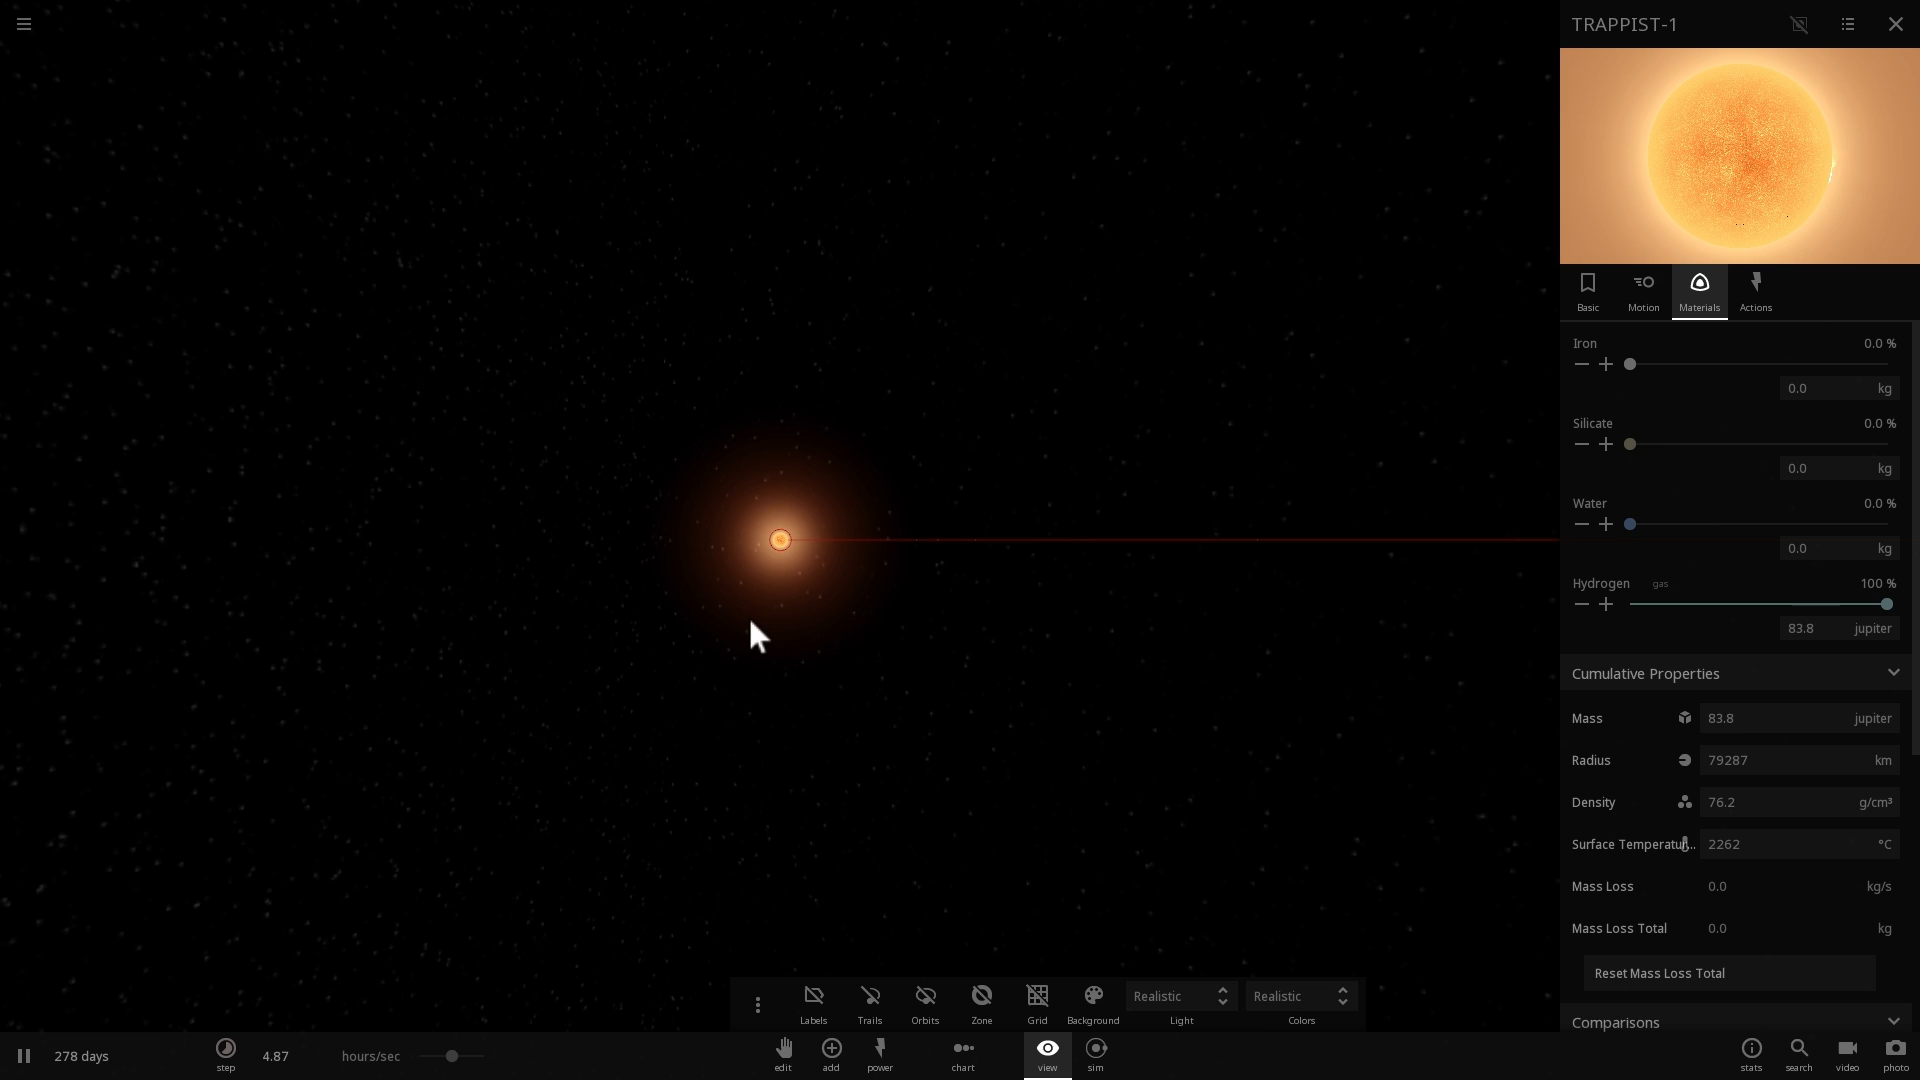 TRAPPIST-1
Basic
Motion
Materials
Actions
Iron 0.0 %
0.0 kg
Silicate 0.0 %
0.0 kg
Water 0.0 %
0.0 kg
Hydrogen gas 100 %
83.8 jupiter
Cumulative Properties
Mass 83.8 jupiter
Radius 79287 km
Density 76.2 g/cm³
Surface Temperatur... 2262 °C
Mass Loss 0.0 kg/s
Mass Loss Total 0.0 kg
Reset Mass Loss Total
Comparisons
Labels
Trails
Orbits
Zone
Grid
Background
Realistic
Light
Realistic
Colors
278 days
step
4.87 hours/sec
edit
add
power
chart
view
sim
stats
search
video
photo